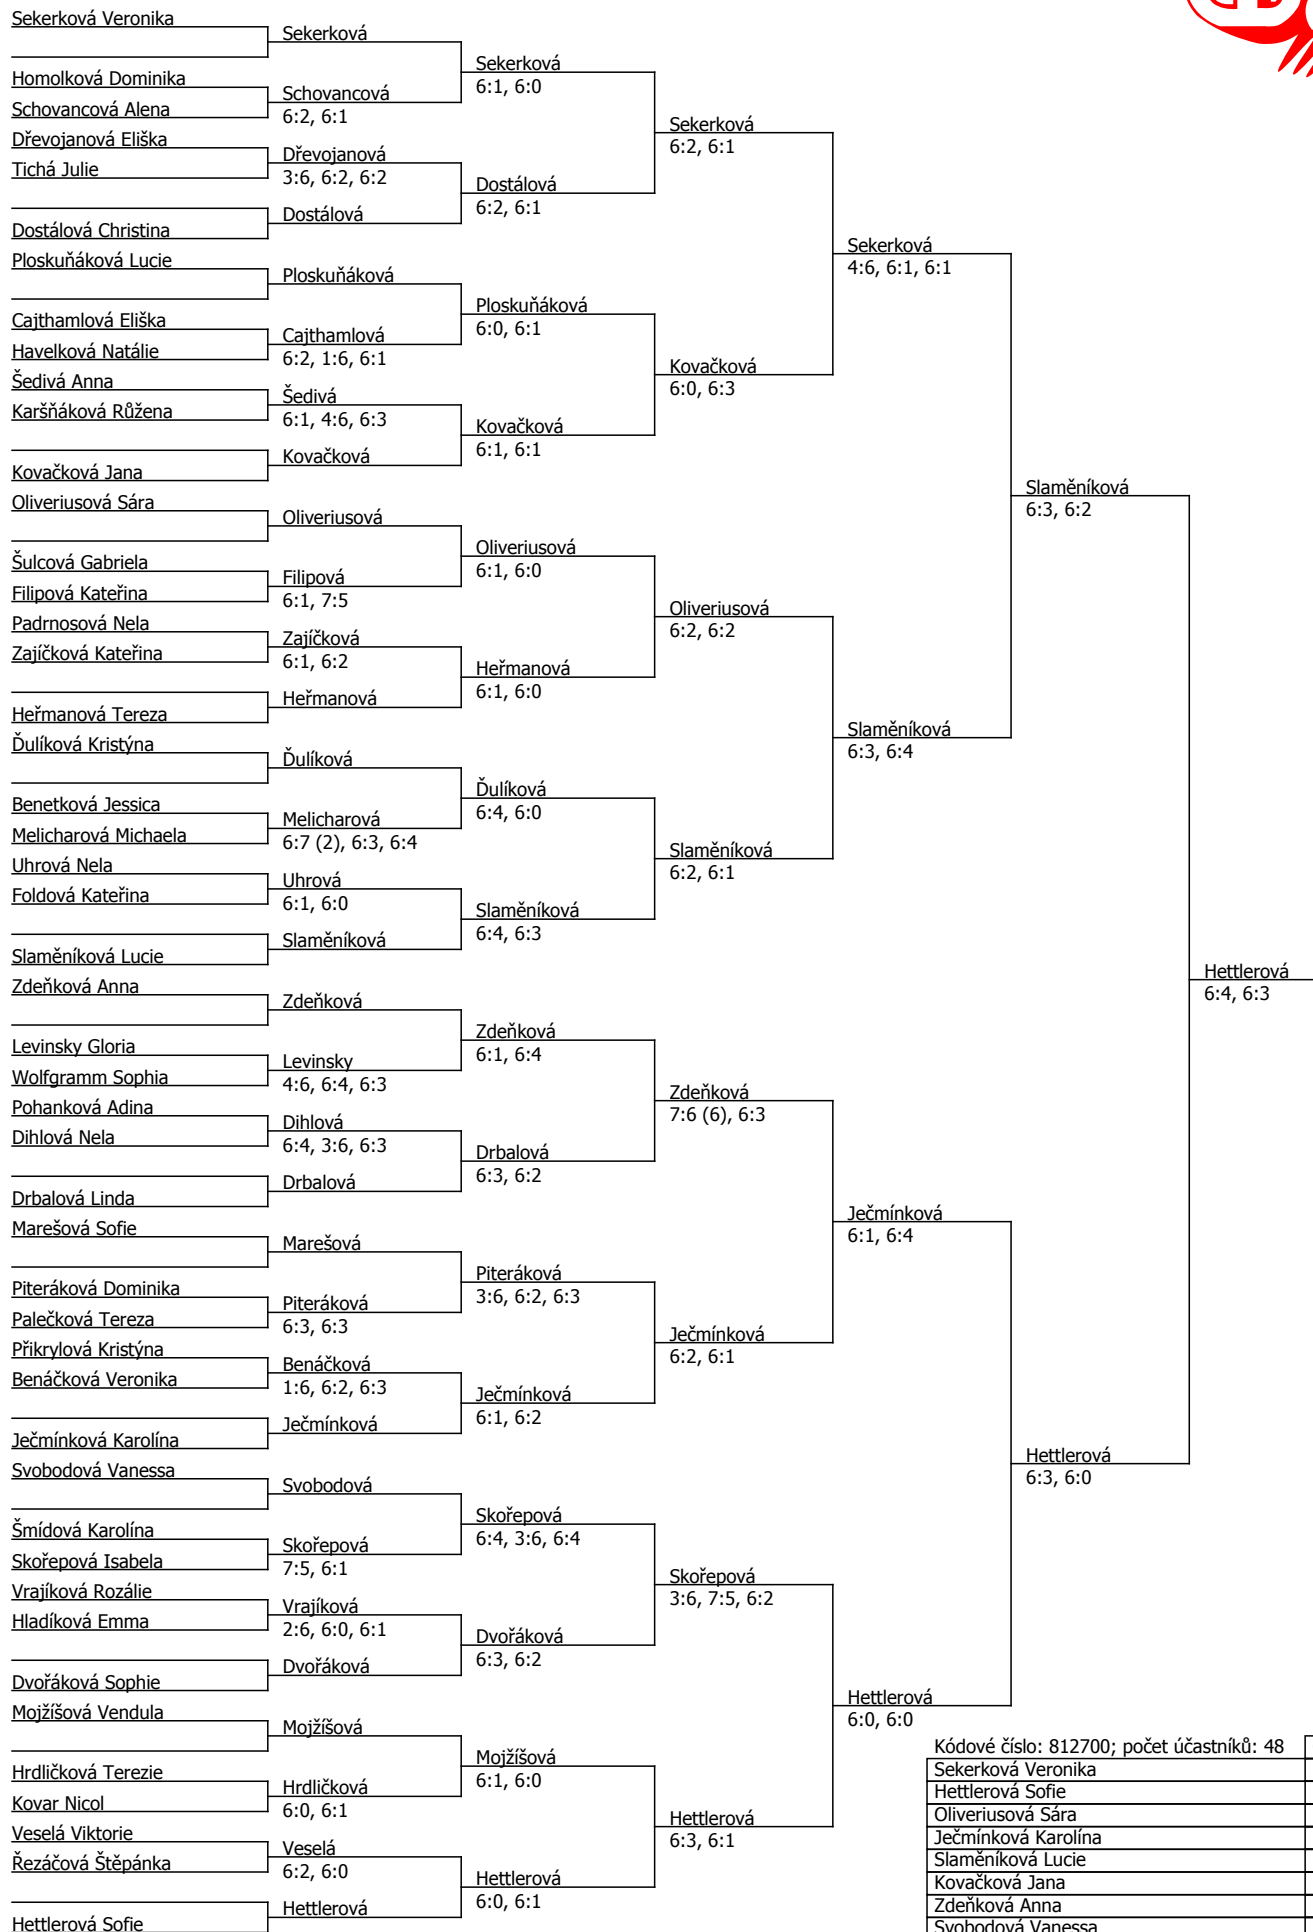 Sekerková Veronika
Homolková Dominika
Schovancová Alena
Dřevojanová Eliška
Tichá Julie
Dostálová Christina
Ploskuňáková Lucie
Cajthamlová Eliška
Havelková Natálie
Šedivá Anna
Karšňáková Růžena
Kovačková Jana
Oliveriusová Sára
Šulcová Gabriela
Filipová Kateřina
Padrnosová Nela
Zajíčková Kateřina
Heřmanová Tereza
Ďulíková Kristýna
Benetková Jessica
Melicharová Michaela
Uhrová Nela
Foldová Kateřina
Slaměníková Lucie
Zdeňková Anna
Levinsky Gloria
Wolfgramm Sophia
Pohanková Adina
Dihlová Nela
Drbalová Linda
Marešová Sofie
Piteráková Dominika
Palečková Tereza
Přikrylová Kristýna
Benáčková Veronika
Ječmínková Karolína
Svobodová Vanessa
Šmídová Karolína
Skořepová Isabela
Vrajíková Rozálie
Hladíková Emma
Dvořáková Sophie
Mojžíšová Vendula
Hrdličková Terezie
Kovar Nicol
Veselá Viktorie
Řezáčová Štěpánka
Hettlerová Sofie
Sekerková
Schovancová
6:2, 6:1
Dřevojanová
3:6, 6:2, 6:2
Dostálová
Ploskuňáková
Cajthamlová
6:2, 1:6, 6:1
Šedivá
6:1, 4:6, 6:3
Kovačková
Oliveriusová
Filipová
6:1, 7:5
Zajíčková
6:1, 6:2
Heřmanová
Ďulíková
Melicharová
6:7 (2), 6:3, 6:4
Uhrová
6:1, 6:0
Slaměníková
Zdeňková
Levinsky
4:6, 6:4, 6:3
Dihlová
6:4, 3:6, 6:3
Drbalová
Marešová
Piteráková
6:3, 6:3
Benáčková
1:6, 6:2, 6:3
Ječmínková
Svobodová
Skořepová
7:5, 6:1
Vrajíková
2:6, 6:0, 6:1
Dvořáková
Mojžíšová
Hrdličková
6:0, 6:1
Veselá
6:2, 6:0
Hettlerová
Sekerková
6:1, 6:0
Dostálová
6:2, 6:1
Ploskuňáková
6:0, 6:1
Kovačková
6:1, 6:1
Oliveriusová
6:1, 6:0
Heřmanová
6:1, 6:0
Ďulíková
6:4, 6:0
Slaměníková
6:4, 6:3
Zdeňková
6:1, 6:4
Drbalová
6:3, 6:2
Piteráková
3:6, 6:2, 6:3
Ječmínková
6:1, 6:2
Skořepová
6:4, 3:6, 6:4
Dvořáková
6:3, 6:2
Mojžíšová
6:1, 6:0
Hettlerová
6:0, 6:1
Sekerková
6:2, 6:1
Kovačková
6:0, 6:3
Oliveriusová
6:2, 6:2
Slaměníková
6:2, 6:1
Zdeňková
7:6 (6), 6:3
Ječmínková
6:2, 6:1
Skořepová
3:6, 7:5, 6:2
Hettlerová
6:3, 6:1
Sekerková
4:6, 6:1, 6:1
Slaměníková
6:3, 6:4
Ječmínková
6:1, 6:4
Hettlerová
6:0, 6:0
Slaměníková
6:3, 6:2
Hettlerová
6:3, 6:0
Hettlerová
6:4, 6:3
Kódové číslo: 812700; počet účastníků: 48
Sekerková Veronika
Hettlerová Sofie
Oliveriusová Sára
Ječmínková Karolína
Slaměníková Lucie
Kovačková Jana
Zdeňková Anna
Svobodová Vanessa